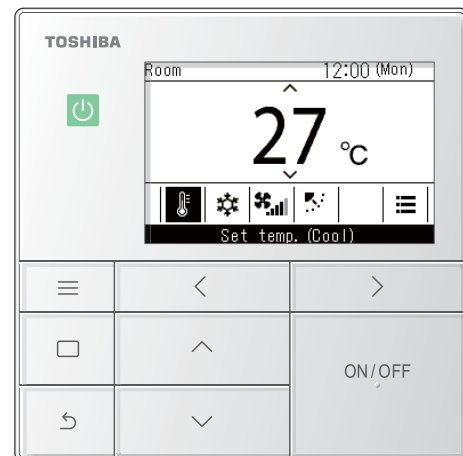 TOSHIBA
Room 12:00 (Mon)
27 °C
Set temp. (Cool)
ON/OFF